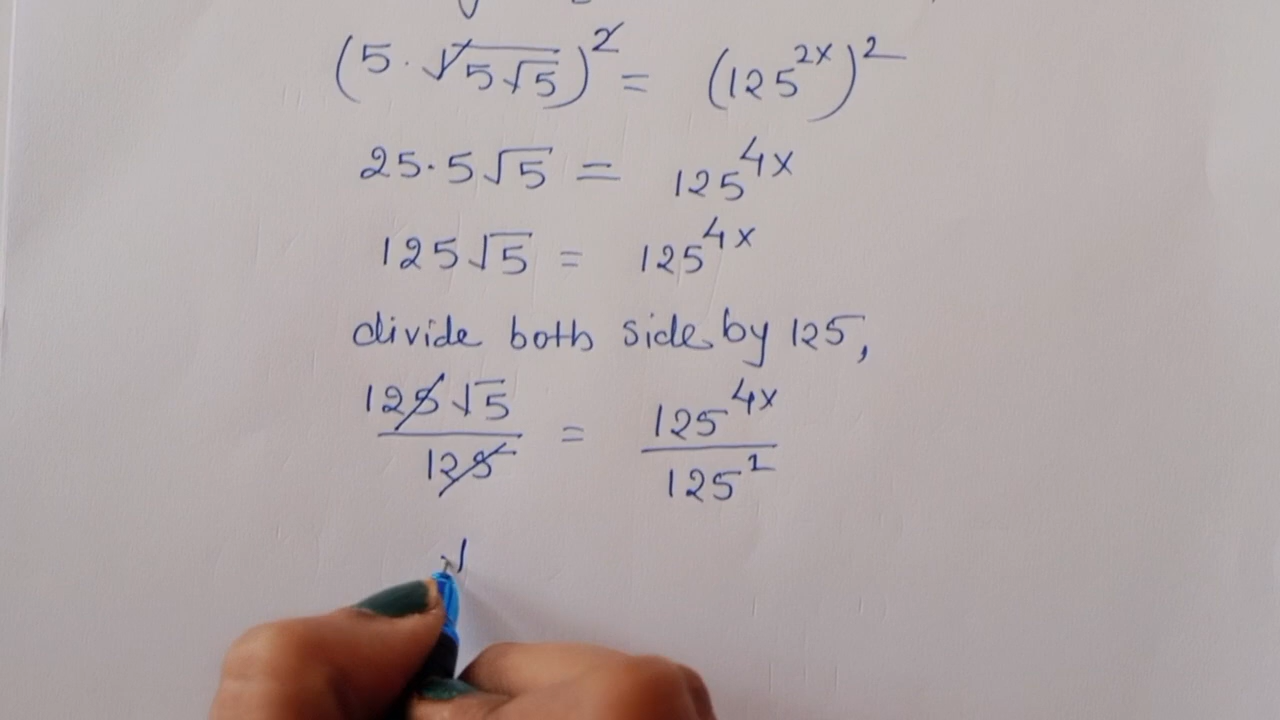 (5·√(5√5))² = (125^2x)²
25·5√5 = 125^4x
125√5 = 125^4x
divide both side by 125,
125√5/125 = 125^4x/125^1
√